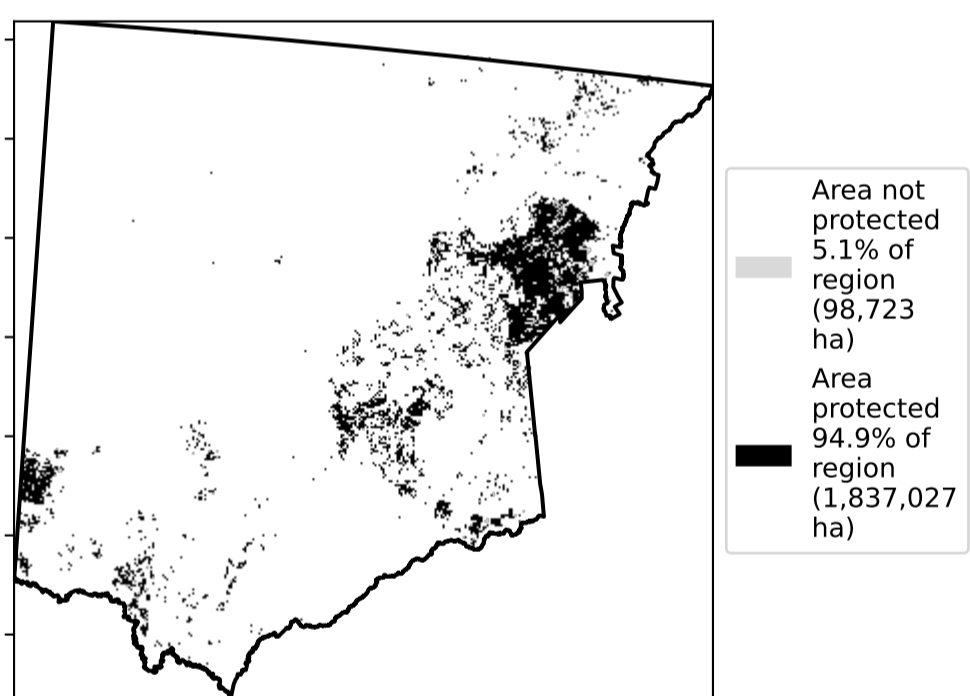 Area not
protected
5.1% of
region
(98,723
ha)
Area
protected
94.9% of
region
(1,837,027
ha)